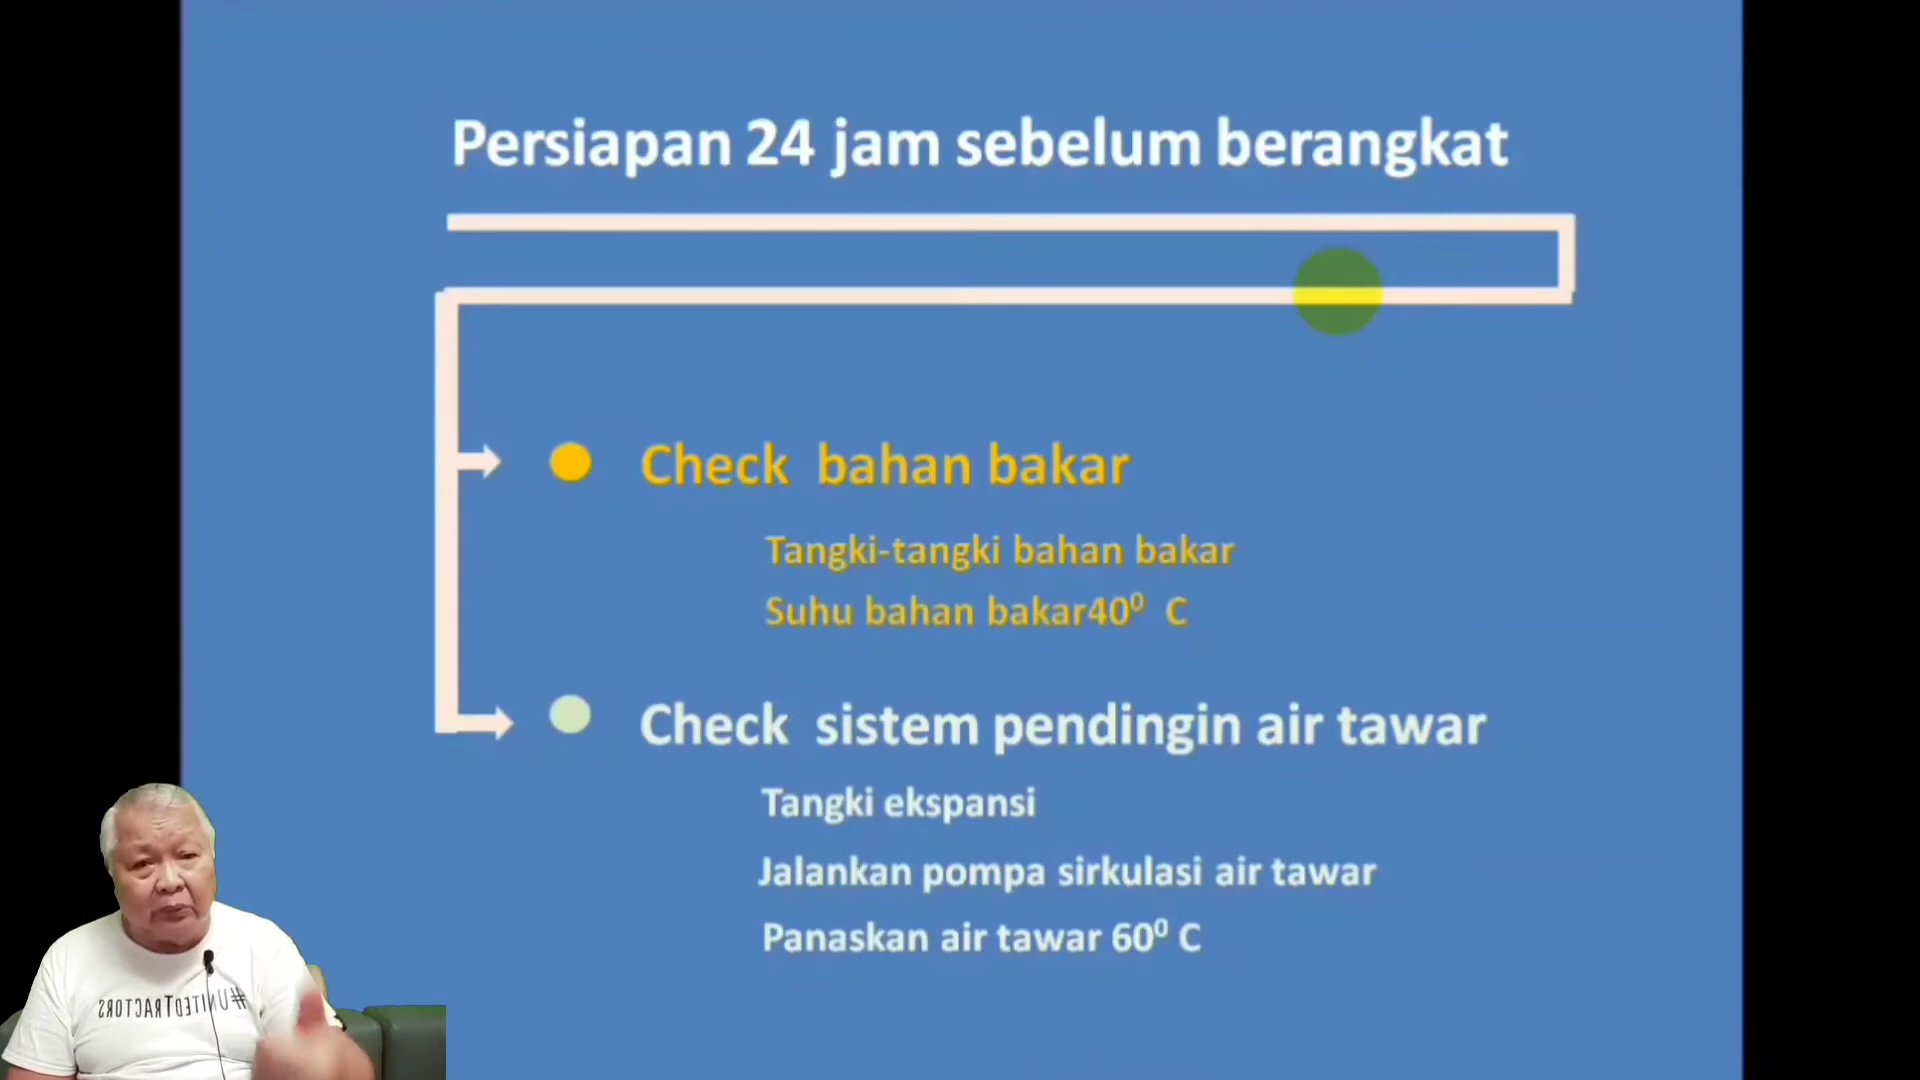 Persiapan 24 jam sebelum berangkat
Check bahan bakar
Tangki-tangki bahan bakar
Suhu bahan bakar40⁰ C
Check sistem pendingin air tawar
Tangki ekspansi
Jalankan pompa sirkulasi air tawar
Panaskan air tawar 60⁰ C
#UNITEDTRACTORS